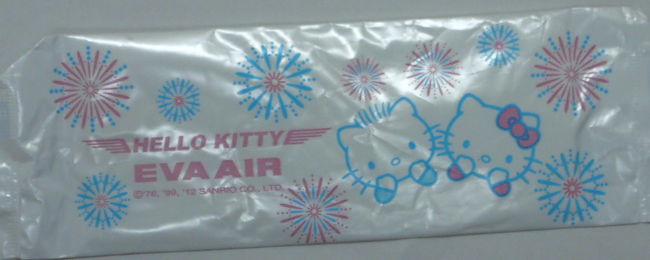 HELLO KITTY
EVA AIR
©'76, '99, '12 SANRIO CO., LTD.